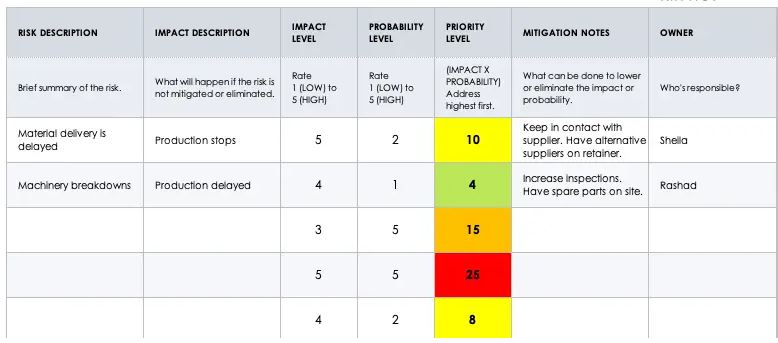 RISK DESCRIPTION
IMPACT DESCRIPTION
IMPACT
LEVEL
PROBABILITY
LEVEL
PRIORITY
LEVEL
MITIGATION NOTES
OWNER
Brief summary of the risk.
What will happen if the risk is
not mitigated or eliminated.
Rate
1 (LOW) to
5 (HIGH)
Rate
1 (LOW) to
5 (HIGH)
(IMPACT X
PROBABILITY)
Address
highest first.
What can be done to lower
or eliminate the impact or
probability.
Who's responsible?
Material delivery is
delayed
Production stops
5
2
10
Keep in contact with
supplier. Have alternative
suppliers on retainer.
Sheila
Machinery breakdowns
Production delayed
4
1
4
Increase inspections.
Have spare parts on site.
Rashad
3
5
15
5
5
25
4
2
8